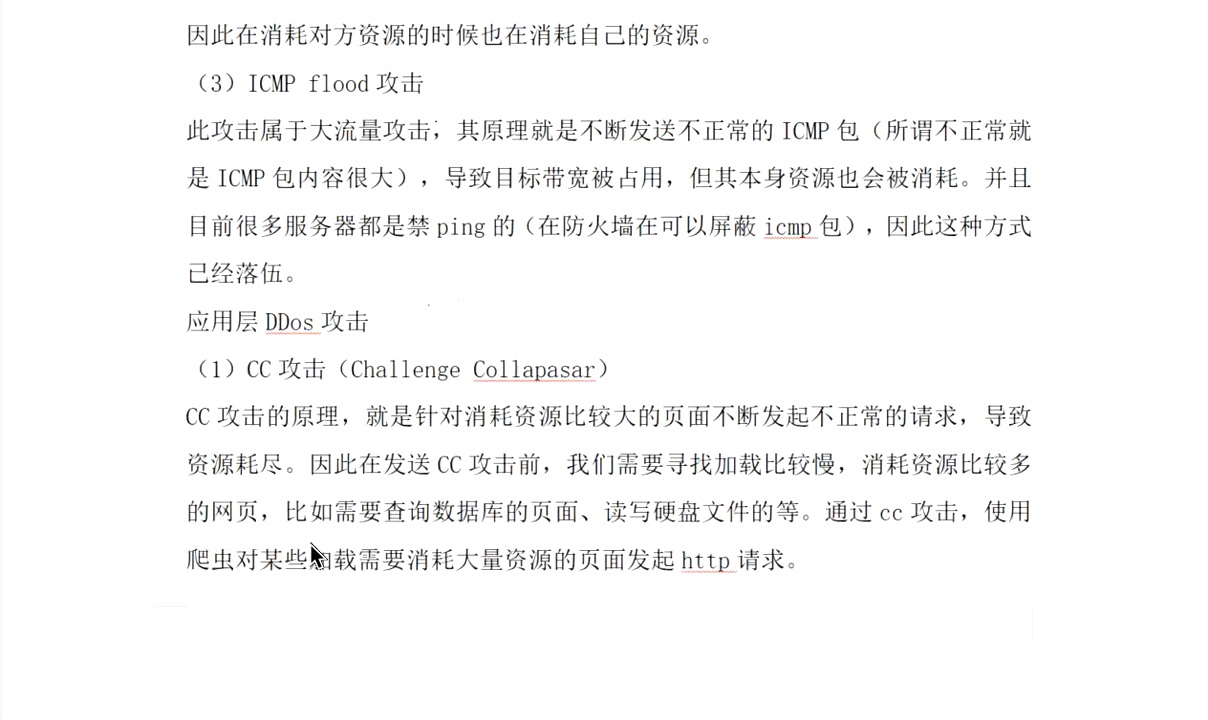 因此在消耗对方资源的时候也在消耗自己的资源。
（3）ICMP flood 攻击
此攻击属于大流量攻击，其原理就是不断发送不正常的 ICMP 包（所谓不正常就
是 ICMP 包内容很大），导致目标带宽被占用，但其本身资源也会被消耗。并且
目前很多服务器都是禁 ping 的（在防火墙在可以屏蔽 icmp 包），因此这种方式
已经落伍。
应用层 DDos 攻击
（1）CC 攻击（Challenge Collapasar）
CC 攻击的原理，就是针对消耗资源比较大的页面不断发起不正常的请求，导致
资源耗尽。因此在发送 CC 攻击前，我们需要寻找加载比较慢，消耗资源比较多
的网页，比如需要查询数据库的页面、读写硬盘文件的等。通过 cc 攻击，使用
爬虫对某些加载需要消耗大量资源的页面发起 http 请求。